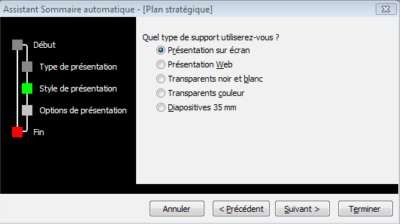 Assistant Sommaire automatique - [Plan stratégique]
Début
Type de présentation
Style de présentation
Options de présentation
Fin
Quel type de support utiliserez-vous ?
Présentation sur écran
Présentation Web
Transparents noir et blanc
Transparents couleur
Diapositives 35 mm
Annuler
< Précédent
Suivant >
Terminer